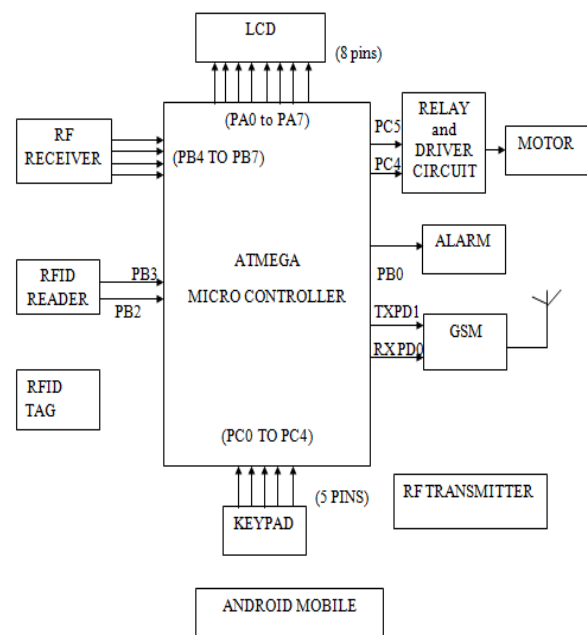 LCD
(8 pins)
(PA0 to PA7)
RF
RECEIVER
(PB4 TO PB7)
PC5
PC4
RELAY
and
DRIVER
CIRCUIT
MOTOR
RFID
READER
PB3
PB2
ATMEGA
MICRO CONTROLLER
ALARM
PB0
TXPD1
RXPD0
GSM
RFID
TAG
(PC0 TO PC4)
(5 PINS)
KEYPAD
RF TRANSMITTER
ANDROID MOBILE